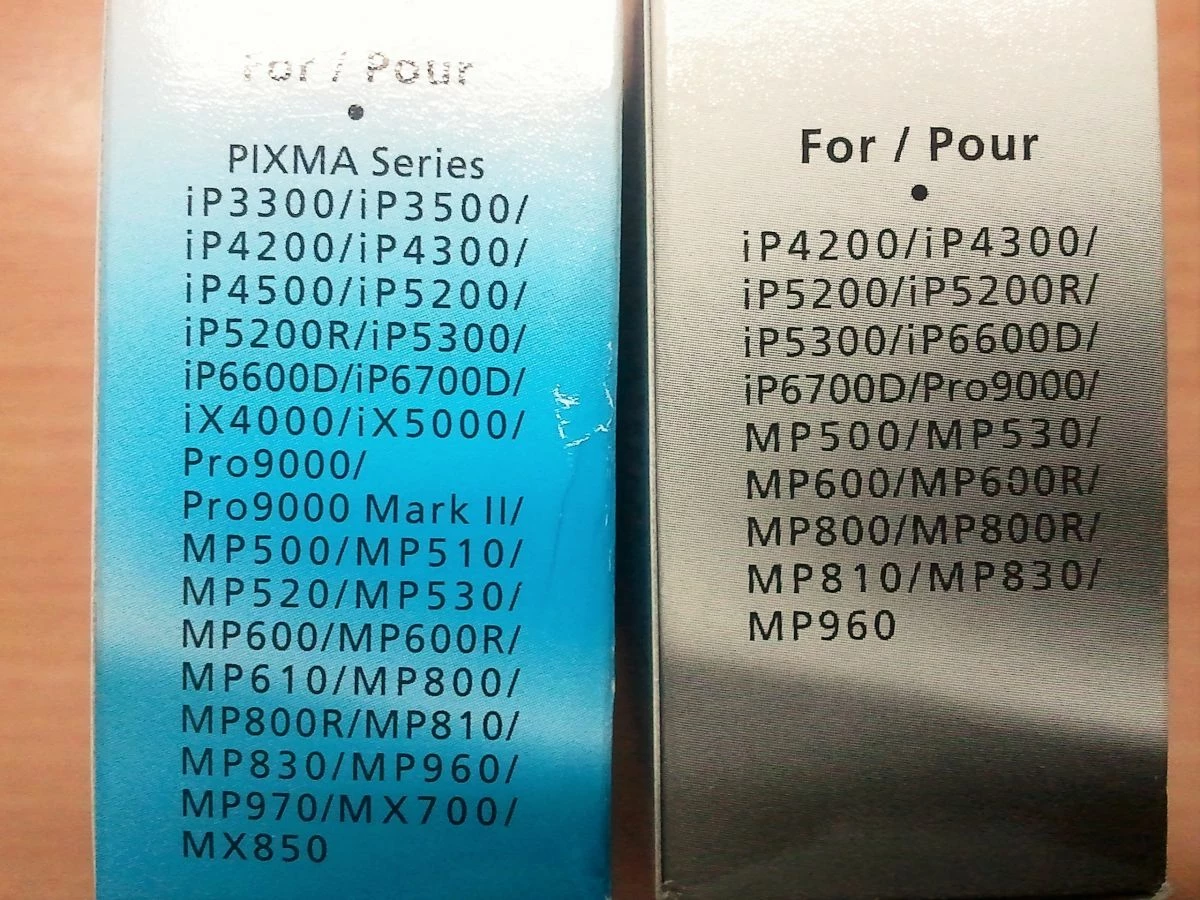 For / Pour
•
PIXMA Series
iP3300/iP3500/
iP4200/iP4300/
iP4500/iP5200/
iP5200R/iP5300/
iP6600D/iP6700D/
iX4000/iX5000/
Pro9000/
Pro9000 Mark II/
MP500/MP510/
MP520/MP530/
MP600/MP600R/
MP610/MP800/
MP800R/MP810/
MP830/MP960/
MP970/MX700/
MX850
For / Pour
•
iP4200/iP4300/
iP5200/iP5200R/
iP5300/iP6600D/
iP6700D/Pro9000/
MP500/MP530/
MP600/MP600R/
MP800/MP800R/
MP810/MP830/
MP960